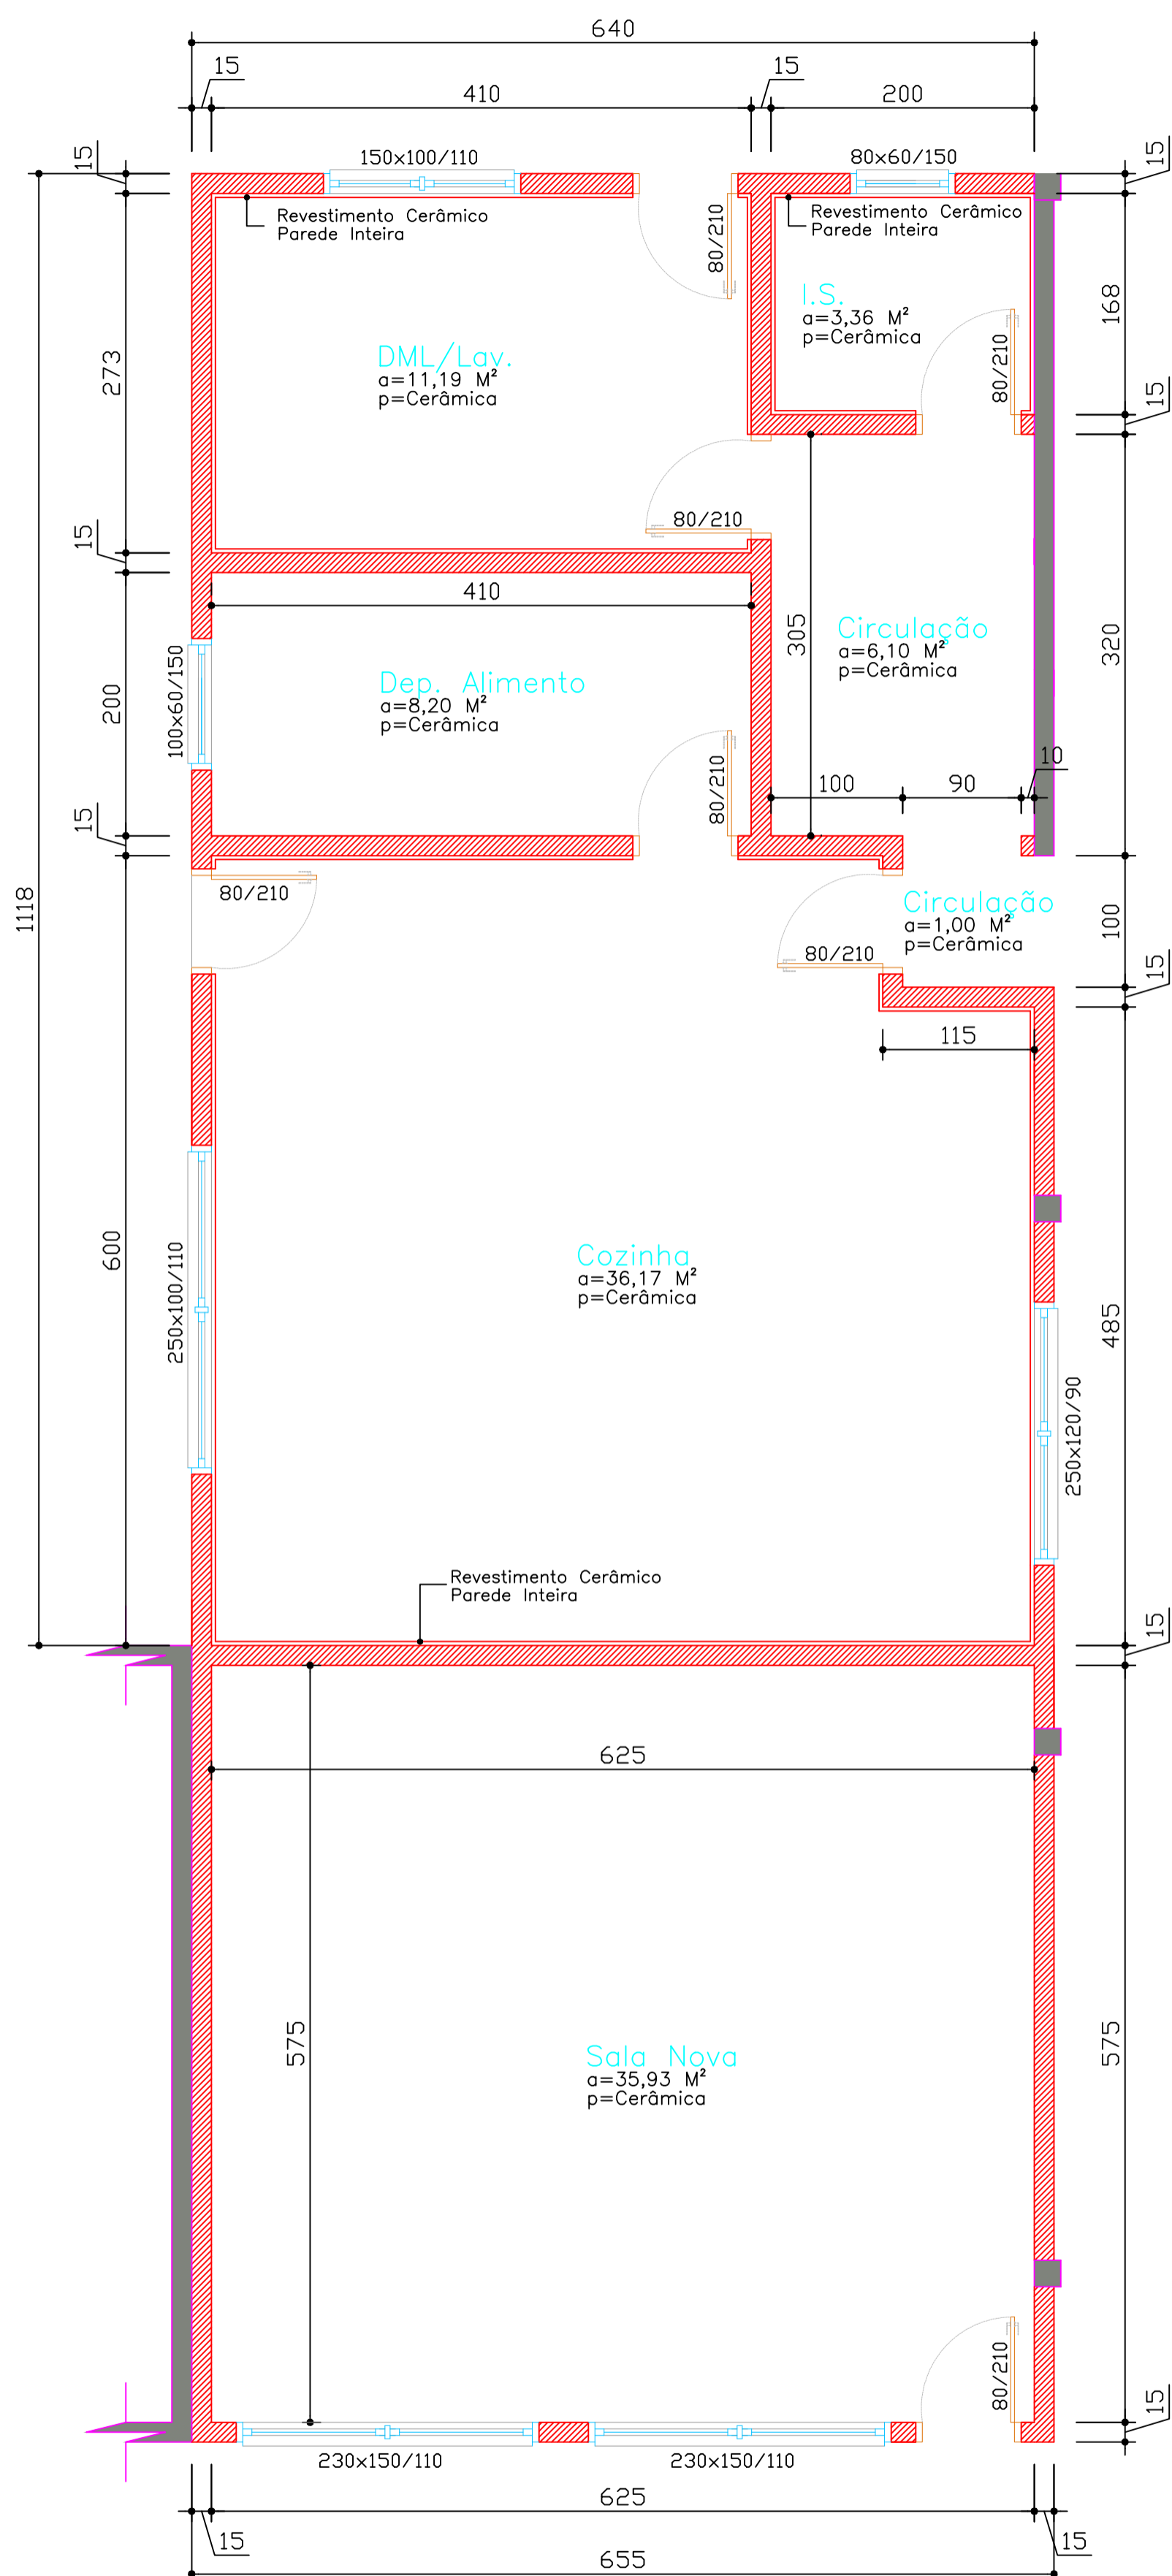 640
15
410
15
200
15
15
150x100/110
80x60/150
Revestimento Cerâmico
Parede Inteira
80/210
Revestimento Cerâmico
Parede Inteira
I.S.
a=3,36 M²
p=Cerâmica
80/210
168
DML/Lav.
a=11,19 M²
p=Cerâmica
273
15
80/210
15
410
305
Circulação
a=6,10 M²
p=Cerâmica
320
200
100x60/150
Dep. Alimento
a=8,20 M²
p=Cerâmica
80/210
100
90
10
15
1118
80/210
Circulação
a=1,00 M²
p=Cerâmica
80/210
100
15
115
600
250x100/110
Cozinha
a=36,17 M²
p=Cerâmica
485
250x120/90
Revestimento Cerâmico
Parede Inteira
15
625
575
Sala Nova
a=35,93 M²
p=Cerâmica
575
80/210
15
230x150/110
230x150/110
625
15
15
655